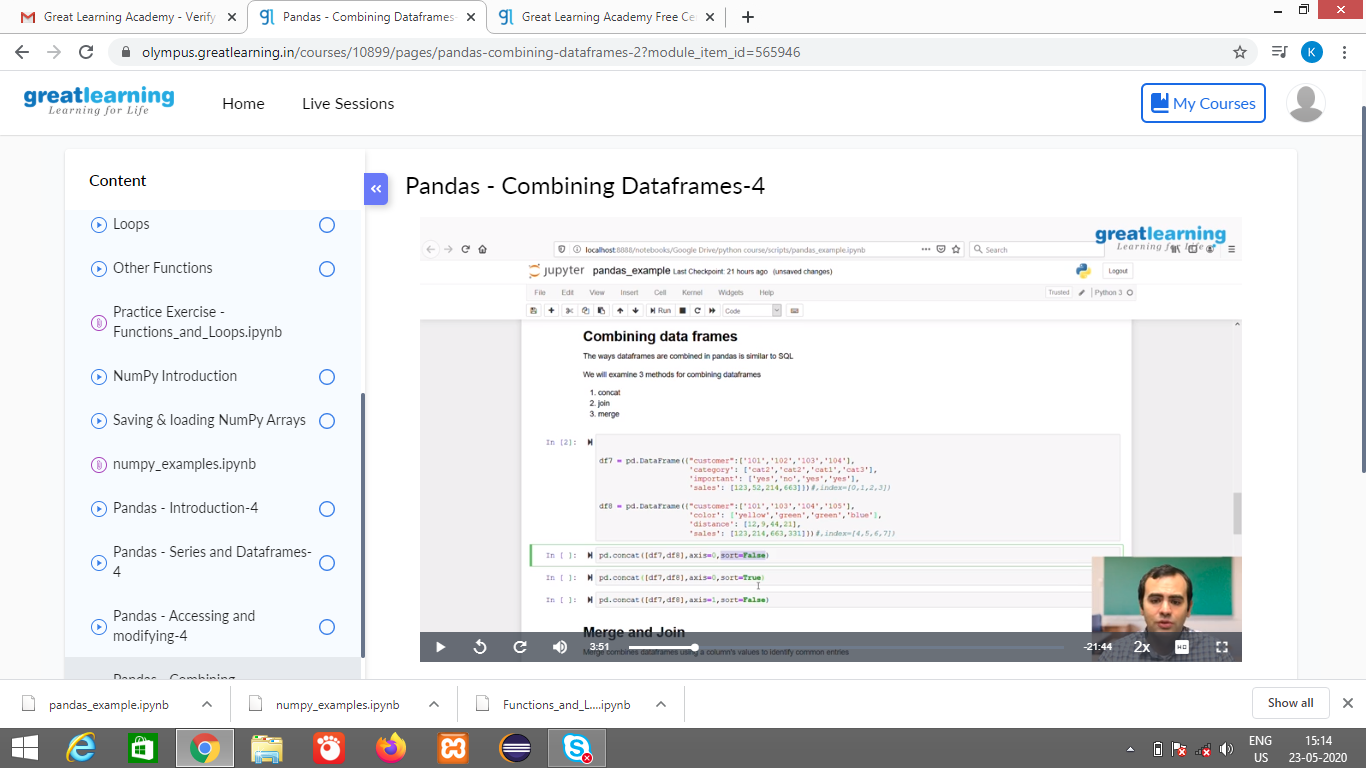 Great Learning Academy - Verify
Pandas - Combining Dataframes-
Great Learning Academy Free Ce
olympus.greatlearning.in/courses/10899/pages/pandas-combining-dataframes-2?module_item_id=565946
K
greatlearning
Learning for Life
Home
Live Sessions
My Courses
Content
Loops
Other Functions
Practice Exercise -
Functions_and_Loops.ipynb
NumPy Introduction
Saving & loading NumPy Arrays
numpy_examples.ipynb
Pandas - Introduction-4
Pandas - Series and Dataframes-
4
Pandas - Accessing and
modifying-4
Pandas - Combining
Pandas - Combining Dataframes-4
greatlearning
Learning for Life
localhost:8888/notebooks/Google Drive/python course/scripts/pandas_example.ipynb
Search
jupyter pandas_example Last Checkpoint: 21 hours ago (unsaved changes)
Logout
File Edit View Insert Cell Kernel Widgets Help
Trusted
Python 3
Run
Code
Combining data frames
The ways dataframes are combined in pandas is similar to SQL
We will examine 3 methods for combining dataframes
1. concat
2. join
3. merge
In [2]:
df7 = pd.DataFrame({"customer":['101','102','103','104'],
'category': ['cat2','cat2','cat1','cat3'],
'important': ['yes','no','yes','yes'],
'sales': [123,52,214,663]})#,index=[0,1,2,3])
df8 = pd.DataFrame({"customer":['101','103','104','105'],
'color': ['yellow','green','green','blue'],
'distance': [12,9,44,21],
'sales': [123,214,663,331]})#,index=[4,5,6,7])
In [ ]: pd.concat([df7,df8],axis=0,sort=False)
In [ ]: pd.concat([df7,df8],axis=0,sort=True)
In [ ]: pd.concat([df7,df8],axis=1,sort=False)
Merge and Join
Merge combines dataframes using a column's values to identify common entries
3:51
-21:44
2x
HD
pandas_example.ipynb
numpy_examples.ipynb
Functions_and_L....ipynb
Show all
ENG
US
15:14
23-05-2020